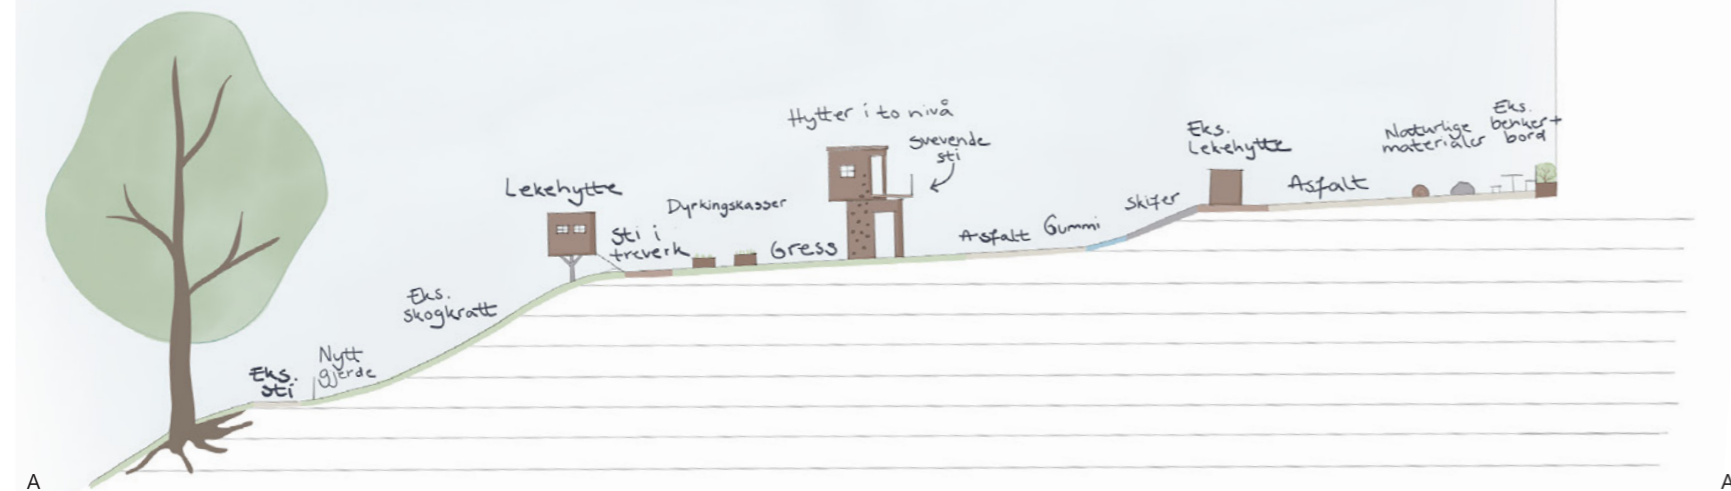 Hytter i to nivå
svevende
sti
Eks.
Lekehytte
Naturlige
materialer
Eks.
benker +
bord
Lekehytte
Dyrkingskasser
Sti i
treverk
Gress
Asfalt
Gummi
Skifer
Asfalt
Eks.
skogkratt
Nytt
gjerde
Eks.
sti
A
A